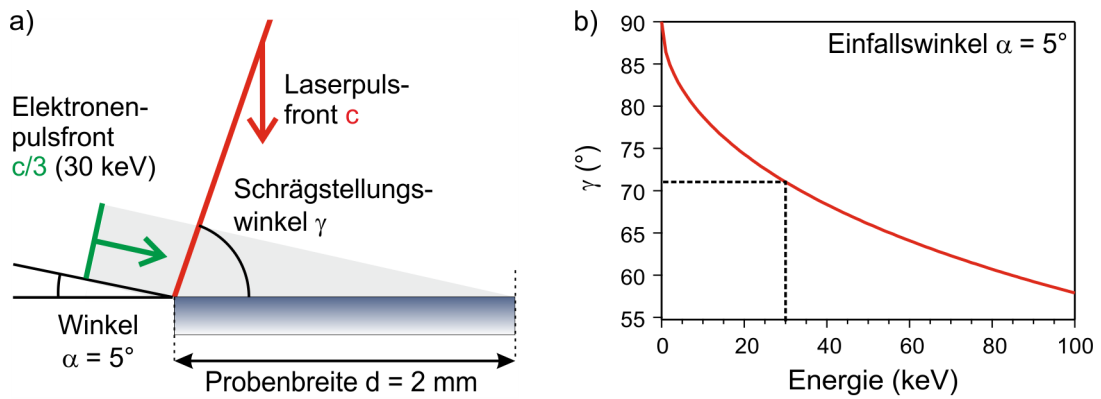 a)
Laserpuls-
front c
Elektronen-
pulsfront
c/3 (30 keV)
Schrägstellungs-
winkel γ
Winkel
α = 5°
Probenbreite d = 2 mm
b)
Einfallswinkel α = 5°
γ (°)
90
85
80
75
70
65
60
55
0
20
40
60
80
100
Energie (keV)